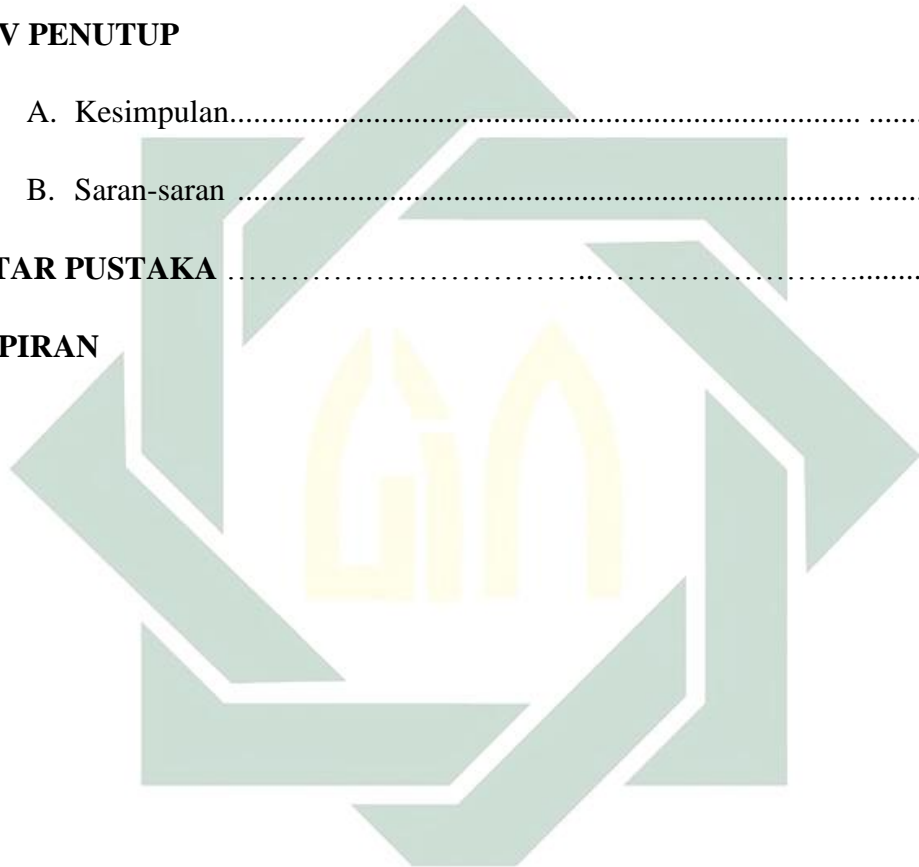 V PENUTUP
A. Kesimpulan.............................................................................. .......
B. Saran-saran ............................................................................. .......
TAR PUSTAKA ………………………………..………………………...........
PIRAN